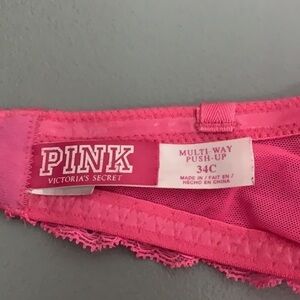 PINK
VICTORIA'S SECRET
MULTI WAY
PUSH-UP
34C
MADE IN / FAIT EN /
HECHO EN CHINA